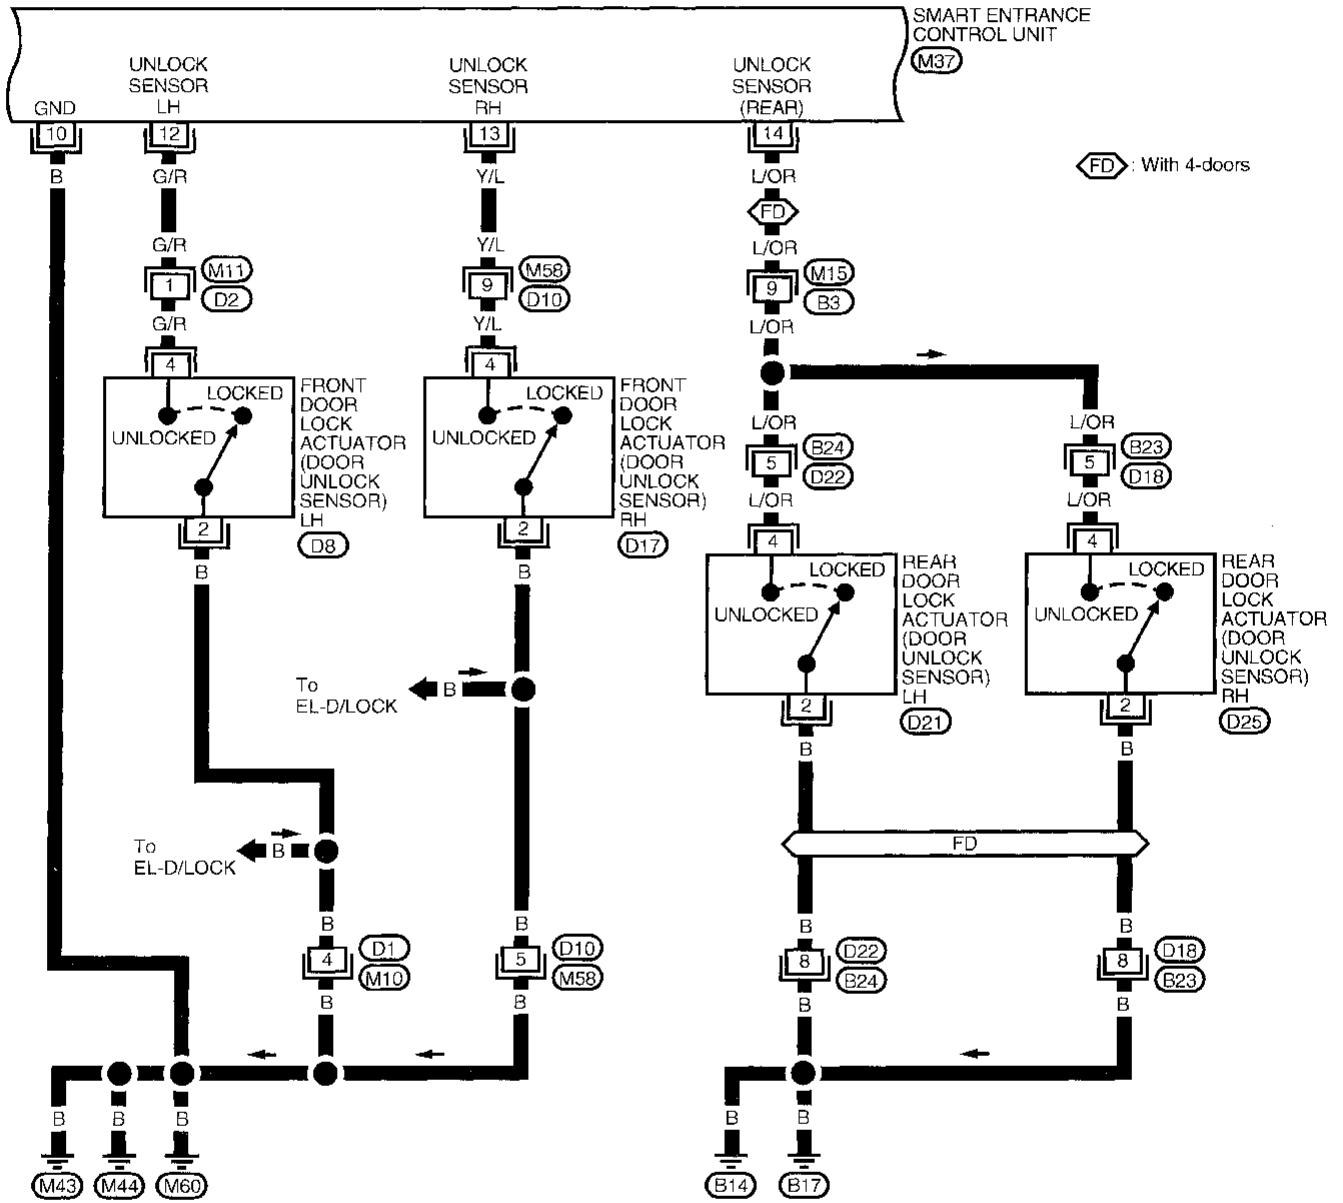 SMART ENTRANCE
CONTROL UNIT
M37
UNLOCK
SENSOR
LH
UNLOCK
SENSOR
RH
UNLOCK
SENSOR
(REAR)
GND
10
12
13
14
B
G/R
Y/L
L/OR
FD : With 4-doors
FD
G/R
Y/L
L/OR
1
M11
D2
9
M58
D10
9
M15
B3
G/R
Y/L
L/OR
4
4
LOCKED
UNLOCKED
FRONT
DOOR
LOCK
ACTUATOR
(DOOR
UNLOCK
SENSOR)
LH
D8
LOCKED
UNLOCKED
FRONT
DOOR
LOCK
ACTUATOR
(DOOR
UNLOCK
SENSOR)
RH
D17
L/OR
L/OR
5
B24
D22
5
B23
D18
L/OR
L/OR
2
2
4
4
B
B
LOCKED
UNLOCKED
REAR
DOOR
LOCK
ACTUATOR
(DOOR
UNLOCK
SENSOR)
LH
D21
LOCKED
UNLOCKED
REAR
DOOR
LOCK
ACTUATOR
(DOOR
UNLOCK
SENSOR)
RH
D25
To
EL-D/LOCK
B
2
2
B
B
To
EL-D/LOCK
B
FD
B
B
B
B
4
D1
M10
5
D10
M58
8
D22
B24
8
D18
B23
B
B
B
B
B
B
B
B
B
M43
M44
M60
B14
B17